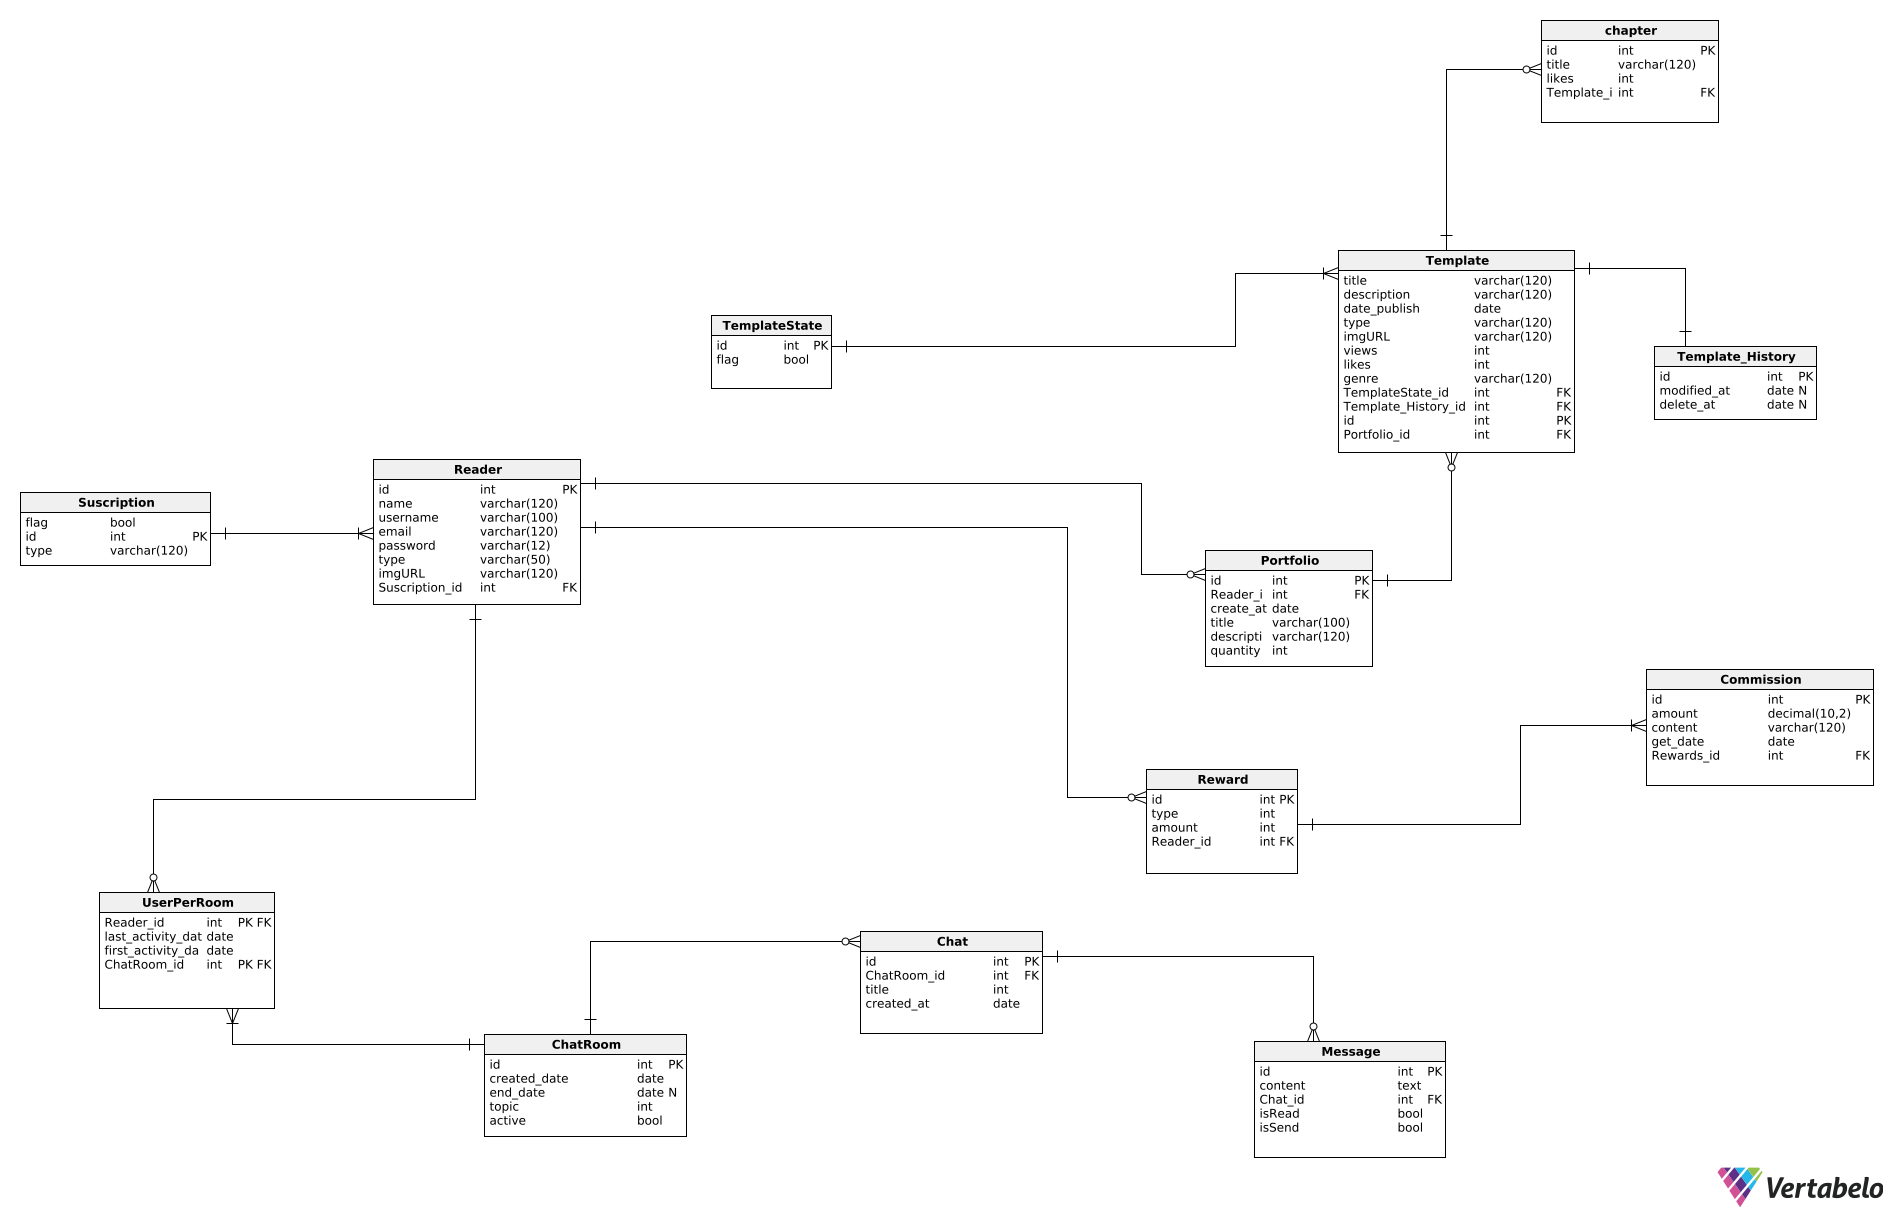 chapter
id int PK
title varchar(120)
likes int
Template_i int FK
Template
title varchar(120)
description varchar(120)
date_publish date
type varchar(120)
imgURL varchar(120)
views int
likes int
genre varchar(120)
TemplateState_id int FK
Template_History_id int FK
id int PK
Portfolio_id int FK
TemplateState
id int PK
flag bool
Template_History
id int PK
modified_at date N
delete_at date N
Reader
id int PK
name varchar(120)
username varchar(100)
email varchar(120)
password varchar(12)
type varchar(50)
imgURL varchar(120)
Suscription_id int FK
Suscription
flag bool
id int PK
type varchar(120)
Portfolio
id int PK
Reader_i int FK
create_at date
title varchar(100)
descripti varchar(120)
quantity int
Commission
id int PK
amount decimal(10,2)
content varchar(120)
get_date date
Rewards_id int FK
Reward
id int PK
type int
amount int
Reader_id int FK
UserPerRoom
Reader_id int PK FK
last_activity_dat date
first_activity_da date
ChatRoom_id int PK FK
Chat
id int PK
ChatRoom_id int FK
title int
created_at date
ChatRoom
id int PK
created_date date
end_date date N
topic int
active bool
Message
id int PK
content text
Chat_id int FK
isRead bool
isSend bool
Vertabelo